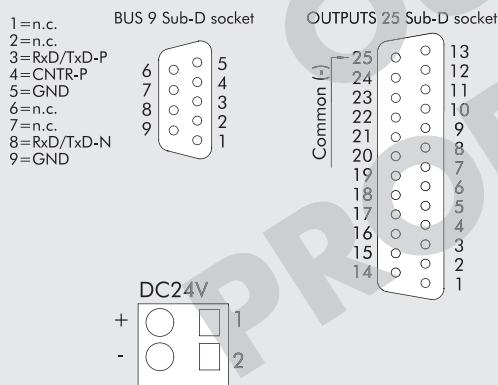 BUS 9 Sub-D socket
1=n.c.
2=n.c.
3=RxD/TxD-P
4=CNTR-P
5=GND
6=n.c.
7=n.c.
8=RxD/TxD-N
9=GND
6
7
8
9
5
4
3
2
1
OUTPUTS 25 Sub-D socket
Common (-)
25
24
23
22
21
20
19
18
17
16
15
14
13
12
11
10
9
8
7
6
5
4
3
2
1
DC24V
+ 1
- 2